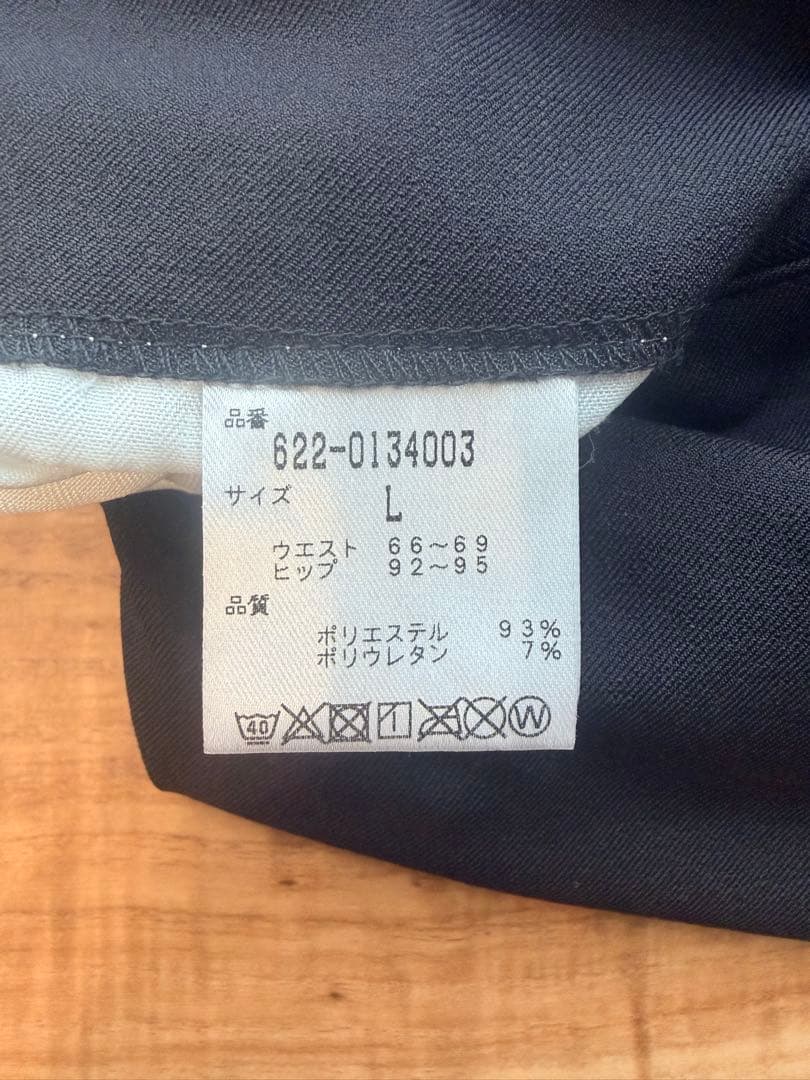 品番
622-0134003
サイズ
L
ウエスト 66~69
ヒップ 92~95
品質
ポリエステル 93%
ポリウレタン 7%
40 W